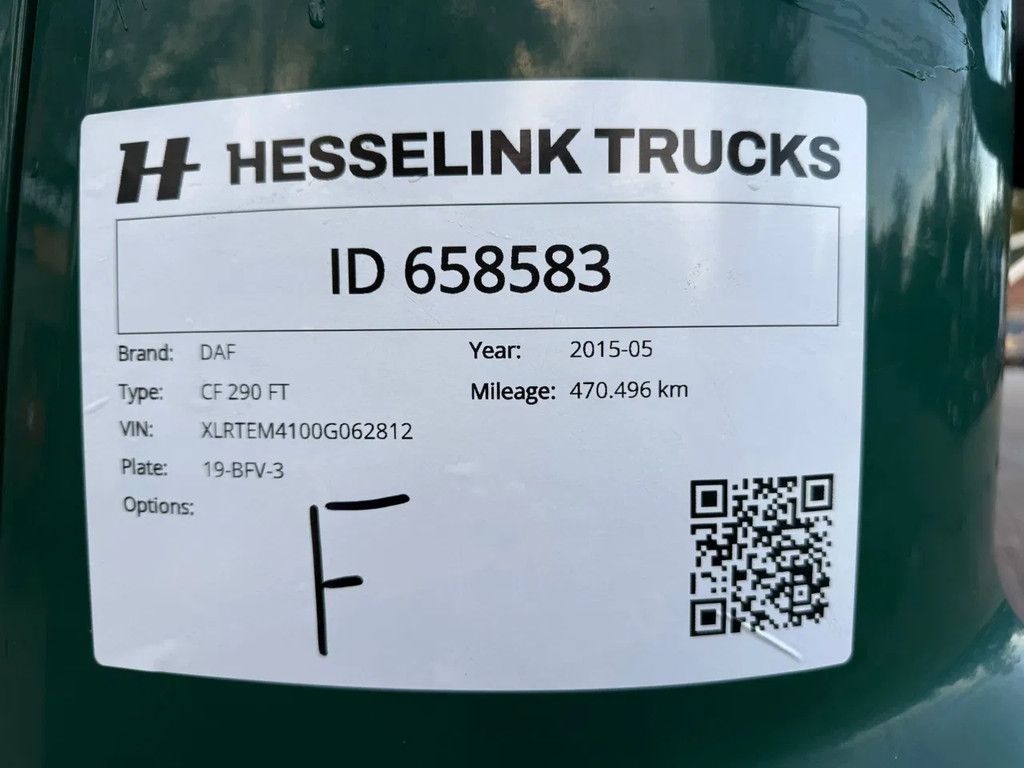 H HESSELINK TRUCKS
ID 658583
Brand: DAF Year: 2015-05
Type: CF 290 FT Mileage: 470.496 km
VIN: XLRTEM4100G062812
Plate: 19-BFV-3
Options:
F